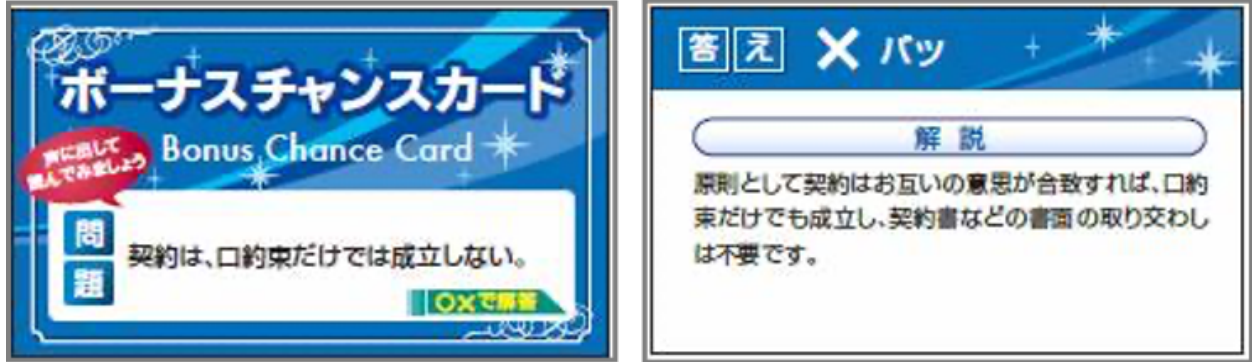 ボーナスチャンスカード
Bonus Chance Card
声に出して
読んでみましょう
問題
契約は、口約束だけでは成立しない。
○×で解答
答え × バツ
解説
原則として契約はお互いの意思が合致すれば、口約
束だけでも成立し、契約書などの書面の取り交わし
は不要です。